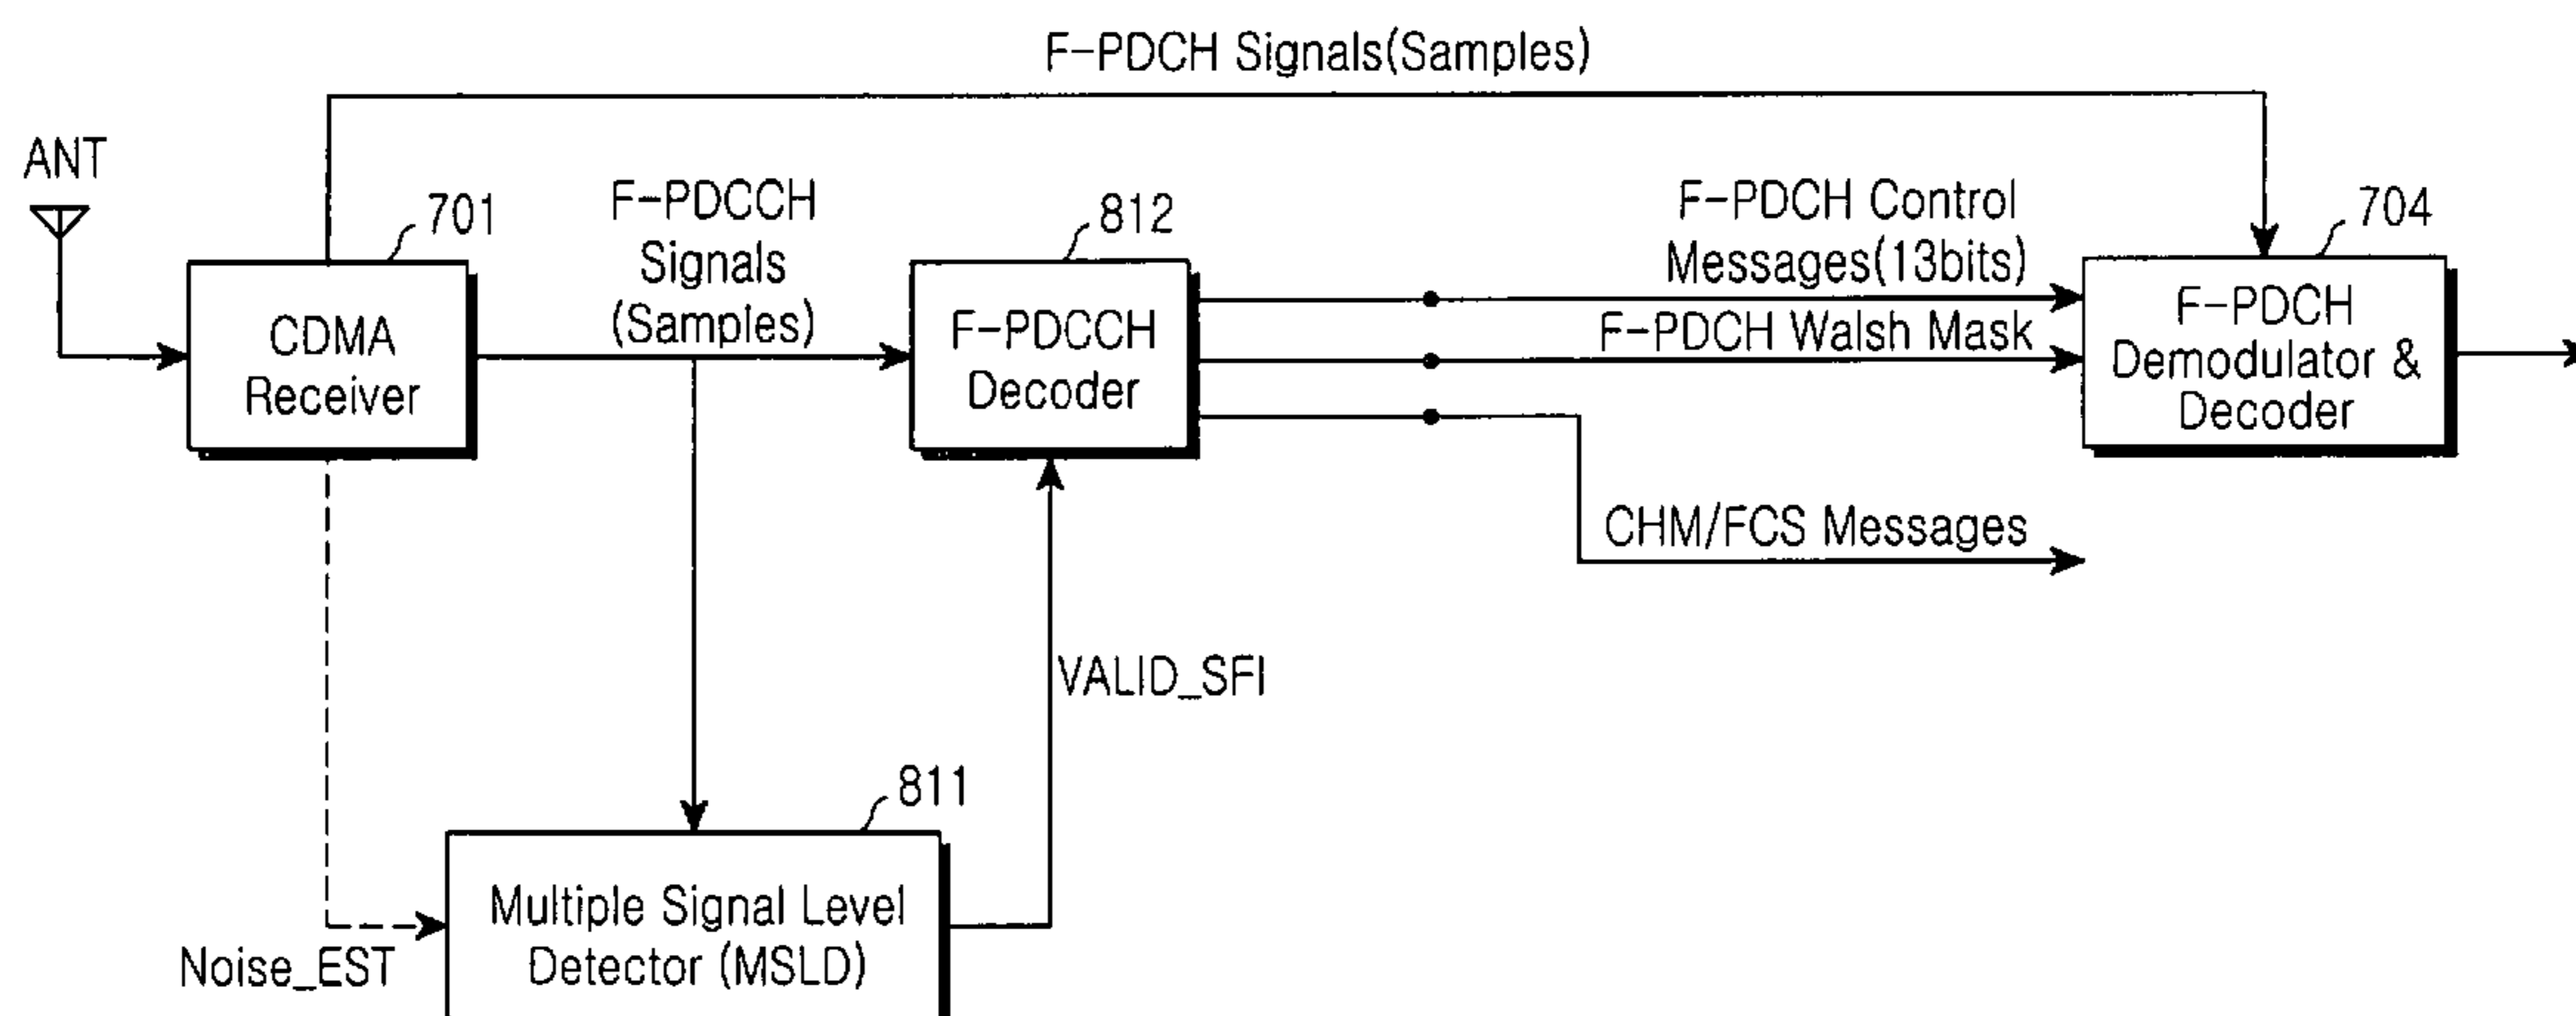 F-PDCH Signals(Samples)
ANT
701
F-PDCCH
Signals
(Samples)
812
F-PDCH Control
Messages(13bits)
704
CDMA
Receiver
F-PDCCH
Decoder
F-PDCH Walsh Mask
F-PDCH
Demodulator &
Decoder
CHM/FCS Messages
VALID_SFI
811
Multiple Signal Level
Detector (MSLD)
Noise_EST